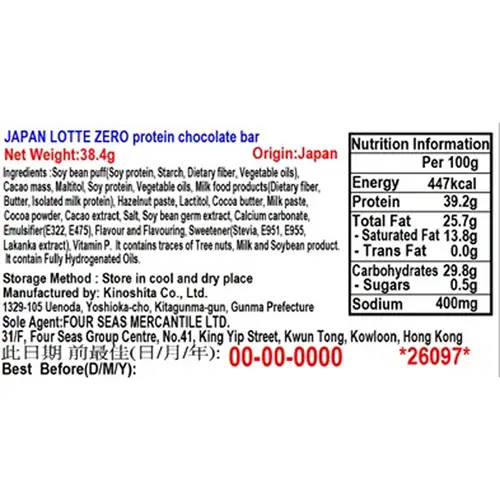 JAPAN LOTTE ZERO protein chocolate bar
Net Weight:38.4g Origin:Japan
Ingredients :Soy bean puff(Soy protein, Starch, Dietary fiber, Vegetable oils),
Cacao mass, Maltitol, Soy protein, Vegetable oils, Milk food products(Dietary fiber,
Butter, Isolated milk protein), Hazelnut paste, Lactitol, Cocoa butter, Milk paste,
Cocoa powder, Cacao extract, Salt, Soy bean germ extract, Calcium carbonate,
Emulsifier(E322, E475), Flavour and Flavouring, Sweetener(Stevia, E951, E955,
Lakanka extract), Vitamin P. It contains traces of Tree nuts, Milk and Soybean product.
It contain Fully Hydrogenated Oils.
Storage Method : Store in cool and dry place
Manufactured by: Kinoshita Co., Ltd.
1329-105 Uenoda, Yoshioka-cho, Kitagunma-gun, Gunma Prefecture
Sole Agent:FOUR SEAS MERCANTILE LTD.
31/F, Four Seas Group Centre, No.41, King Yip Street, Kwun Tong, Kowloon, Hong Kong
此日期 前最佳(日/月/年): 00-00-0000 *26097*
Best Before(D/M/Y):
Nutrition Information
Per 100g
Energy 447kcal
Protein 39.2g
Total Fat 25.7g
- Saturated Fat 13.8g
- Trans Fat 0.0g
Carbohydrates 29.8g
- Sugars 0.5g
Sodium 400mg